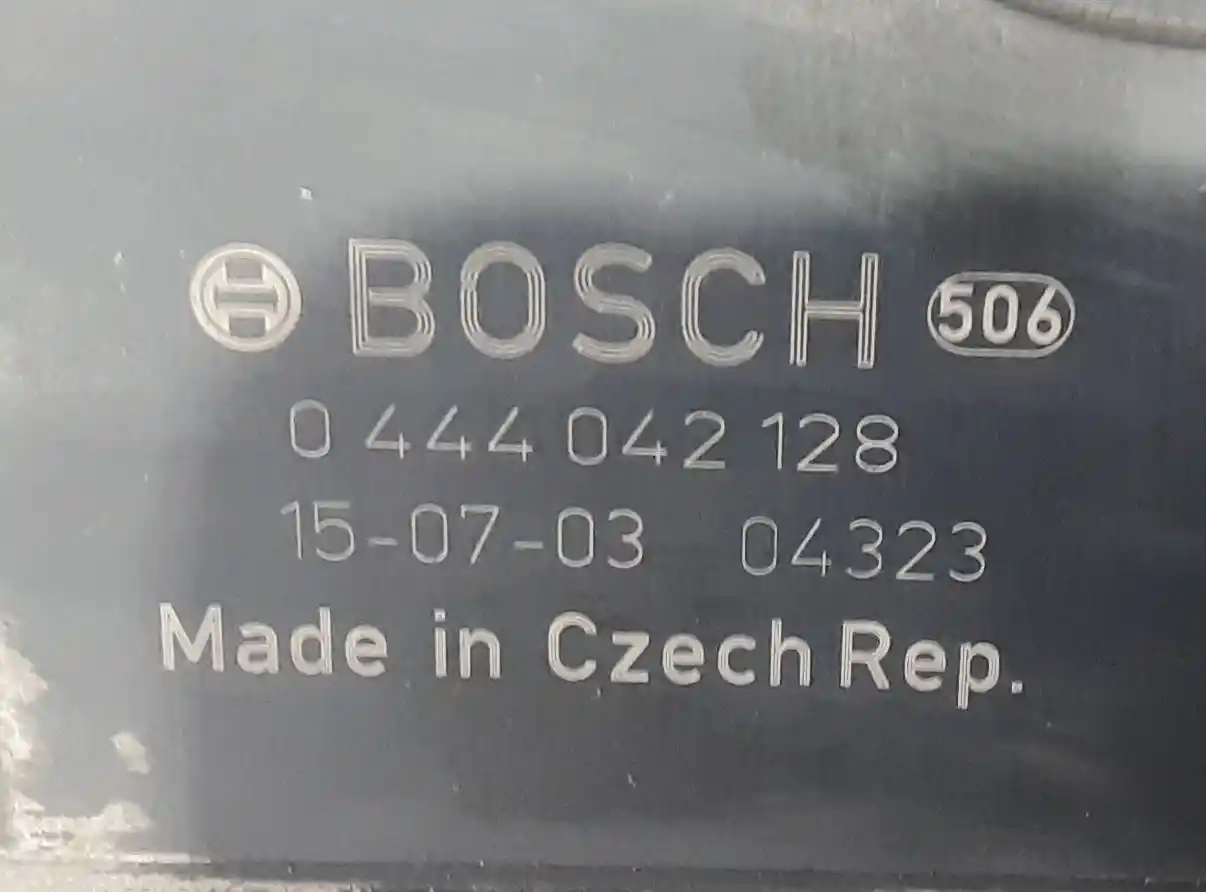 BOSCH 506
0 444 042 128
15-07-03 04323
Made in Czech Rep.